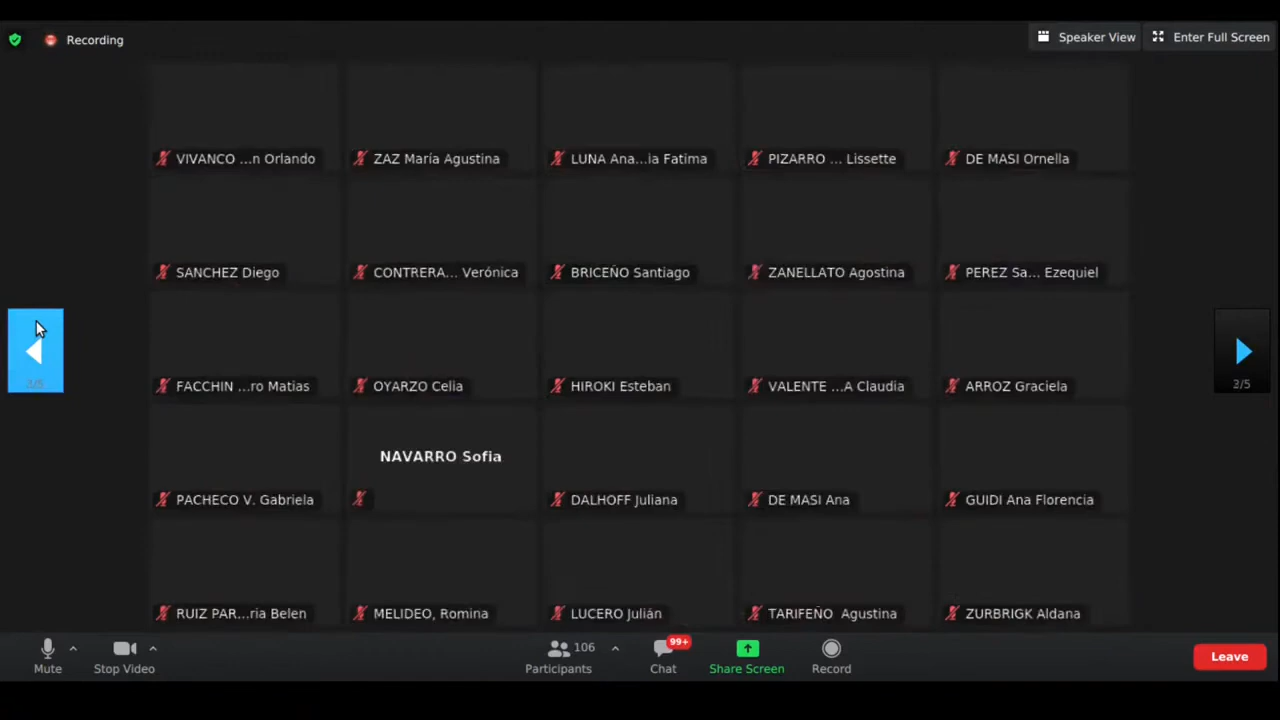 Recording
Speaker View
Enter Full Screen
VIVANCO ...n Orlando
ZAZ María Agustina
LUNA Ana...ia Fatima
PIZARRO ... Lissette
DE MASI Ornella
SANCHEZ Diego
CONTRERA... Verónica
BRICEÑO Santiago
ZANELLATO Agostina
PEREZ Sa... Ezequiel
FACCHIN ...ro Matias
OYARZO Celia
HIROKI Esteban
VALENTE ...A Claudia
ARROZ Graciela
3/5
PACHECO V. Gabriela
NAVARRO Sofia
DALHOFF Juliana
DE MASI Ana
GUIDI Ana Florencia
RUIZ PAR...ria Belen
MELIDEO, Romina
LUCERO Julián
TARIFEÑO Agustina
ZURBRIGK Aldana
Mute
Stop Video
106
Participants
99+
Chat
Share Screen
Record
Leave